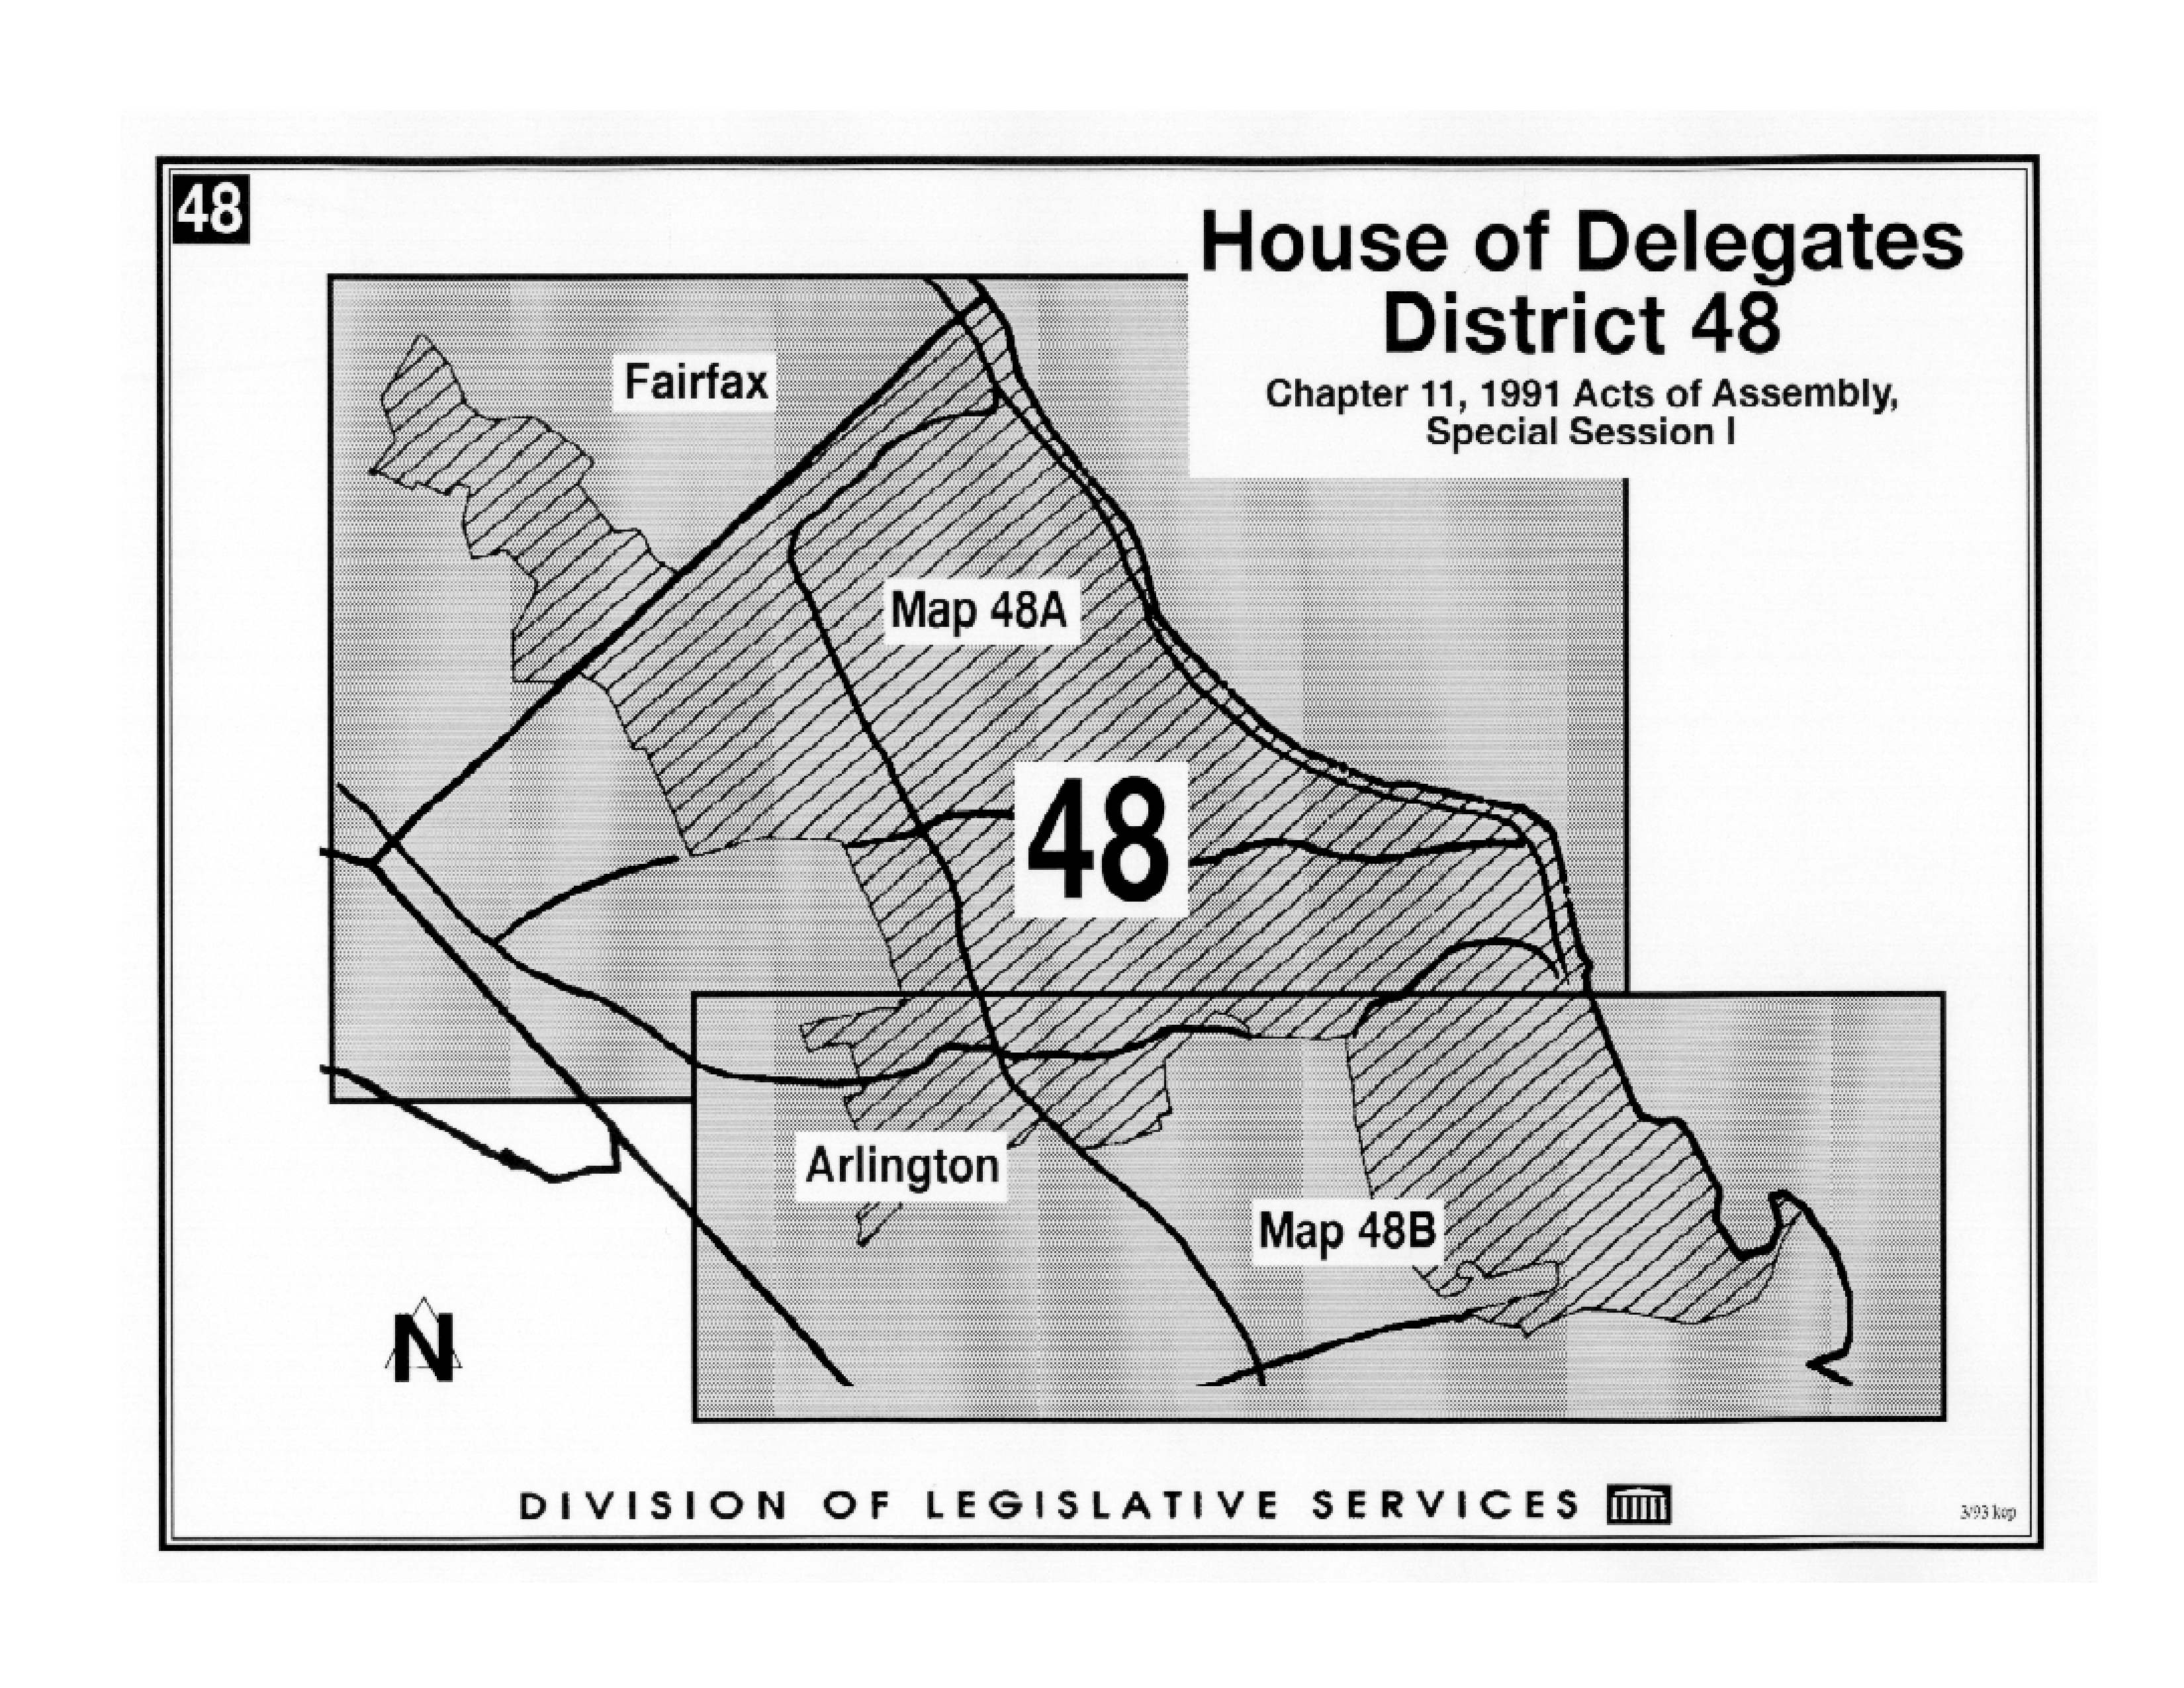 48
House of Delegates
District 48
Chapter 11, 1991 Acts of Assembly,
Special Session I
Fairfax
Map 48A
48
Arlington
Map 48B
N
DIVISION OF LEGISLATIVE SERVICES
3/93 kop